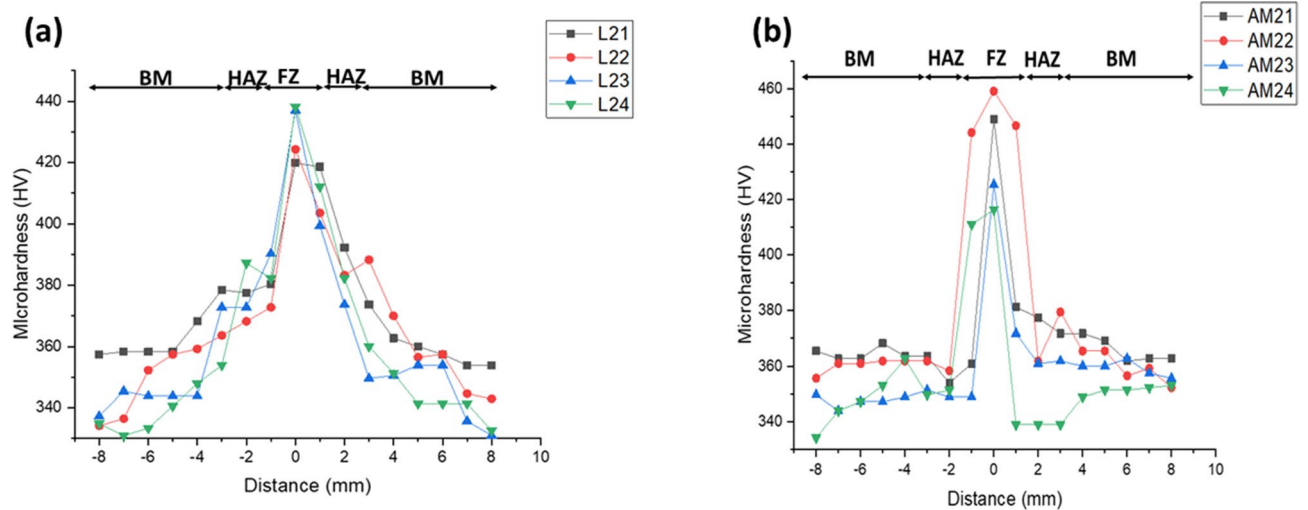 (a)
L21
L22
L23
L24
BM HAZ FZ HAZ BM
440
420
400
380
360
340
MIcrohardness (HV)
-8 -6 -4 -2 0 2 4 6 8 10
Distance (mm)
(b)
AM21
AM22
AM23
AM24
BM HAZ FZ HAZ BM
460
440
420
400
380
360
340
Microhardness (HV)
-8 -6 -4 -2 0 2 4 6 8 10
Distance (mm)